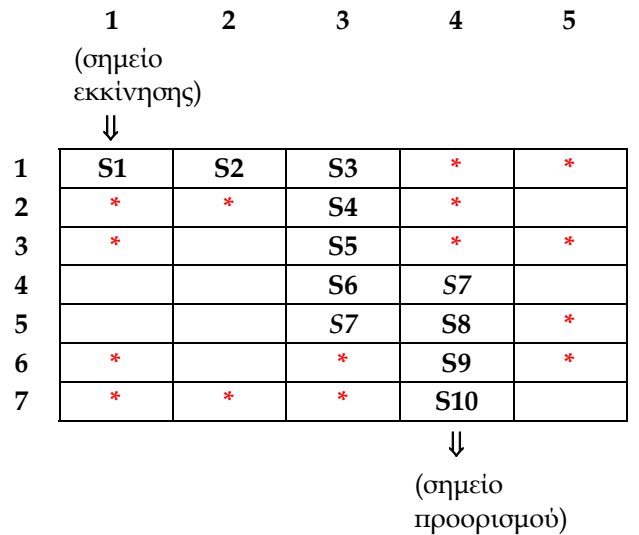 1 2 3 4 5
(σημείο
εκκίνησης)
⇓
1 S1 S2 S3 * *
2 * * S4 *
3 * S5 * *
4 S6 S7
5 S7 S8 *
6 * * S9 *
7 * * * S10
⇓
(σημείο
προορισμού)